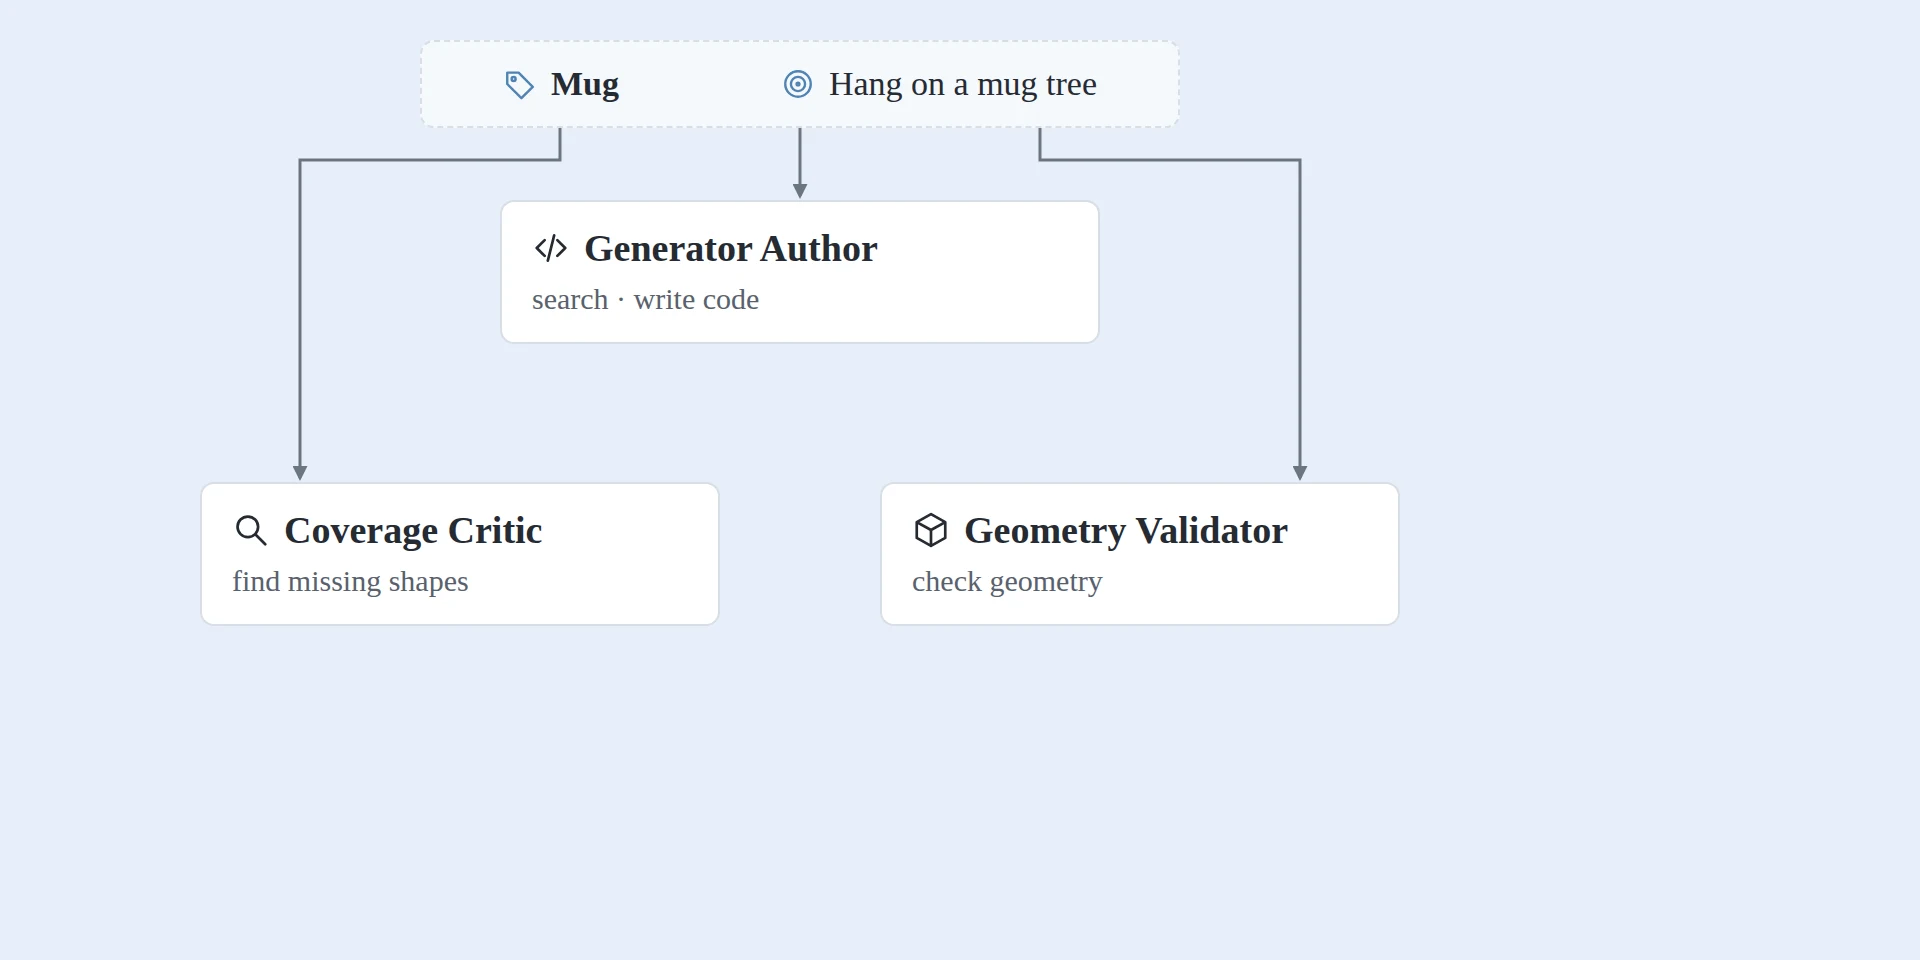 Mug
Hang on a mug tree
Generator Author
search · write code
Coverage Critic
find missing shapes
Geometry Validator
check geometry